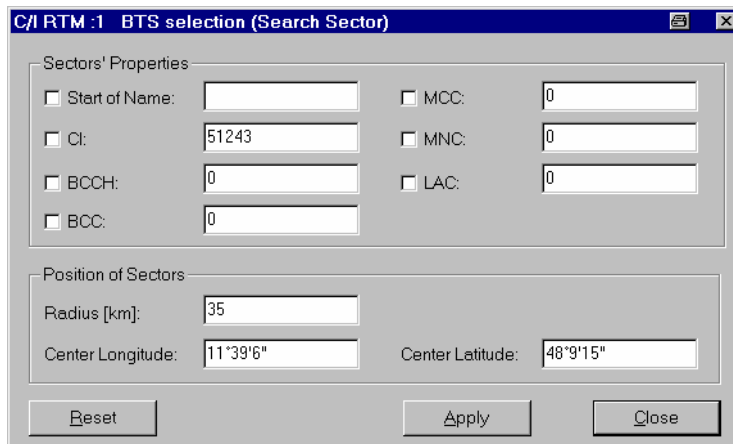 C/I RTM :1 BTS selection (Search Sector)
Sectors' Properties
Start of Name:
MCC: 0
CI: 51243
MNC: 0
BCCH: 0
LAC: 0
BCC: 0
Position of Sectors
Radius [km]: 35
Center Longitude: 11°39'6"
Center Latitude: 48°9'15"
Reset
Apply
Close